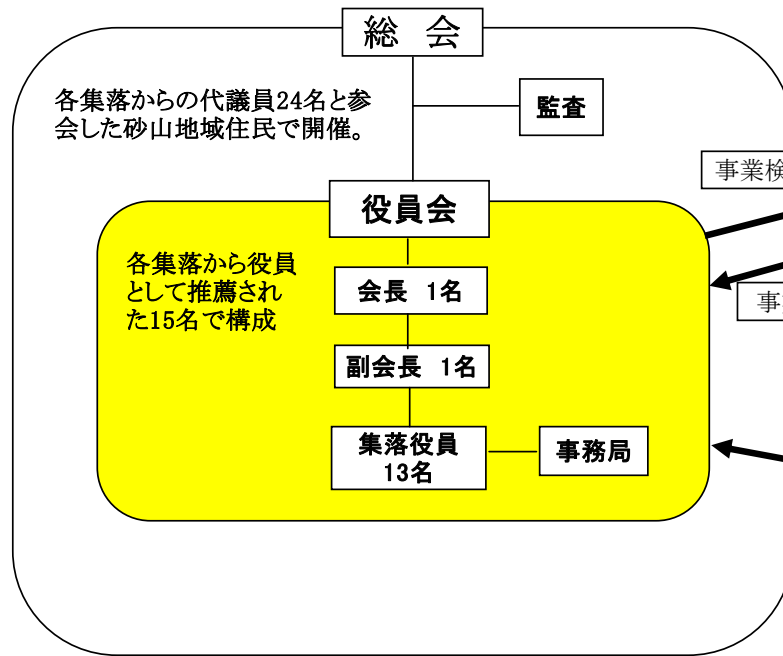 総　会
各集落からの代議員24名と参
会した砂山地域住民で開催。
監査
事業検
役員会
各集落から役員
として推薦され
た15名で構成
会長　1名
事
副会長　1名
集落役員
13名
事務局